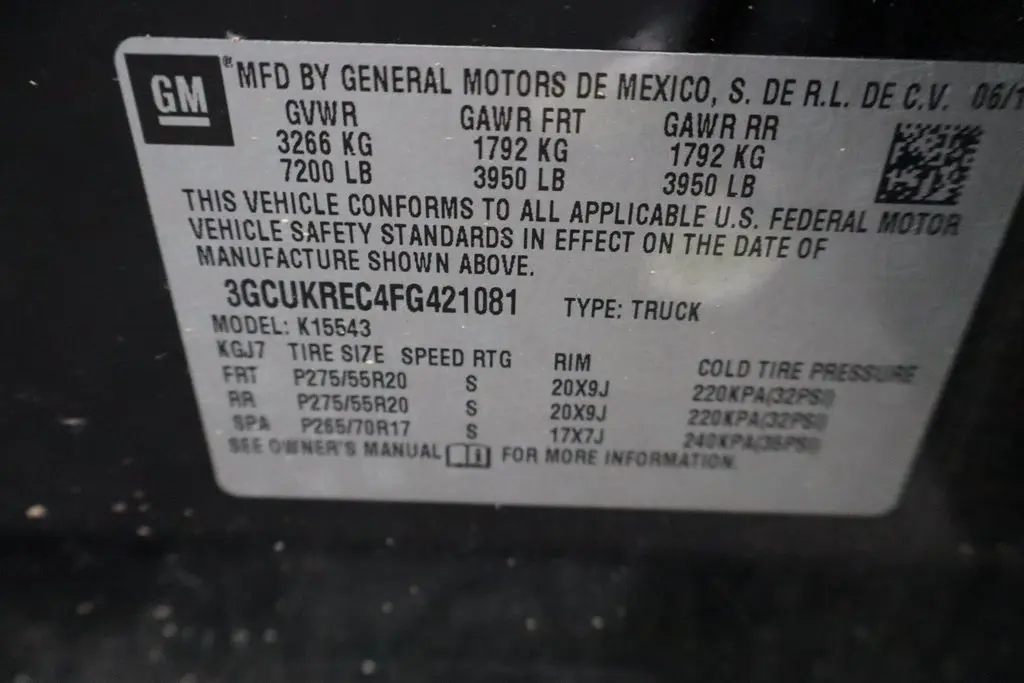 GM
® MFD BY GENERAL MOTORS DE MEXICO, S. DE R.L. DE C.V. 06/1
GVWR GAWR FRT GAWR RR
3266 KG 1792 KG 1792 KG
7200 LB 3950 LB 3950 LB
THIS VEHICLE CONFORMS TO ALL APPLICABLE U.S. FEDERAL MOTOR
VEHICLE SAFETY STANDARDS IN EFFECT ON THE DATE OF
MANUFACTURE SHOWN ABOVE.
3GCUKREC4FG421081 TYPE: TRUCK
MODEL: K15543
KGJ7 TIRE SIZE SPEED RTG RIM COLD TIRE PRESSURE
FRT P275/55R20 S 20X9J 220KPA(32PSI)
RR P275/55R20 S 20X9J 220KPA(32PSI)
SPA P265/70R17 S 17X7J 240KPA(35PSI)
SEE OWNER'S MANUAL i FOR MORE INFORMATION.